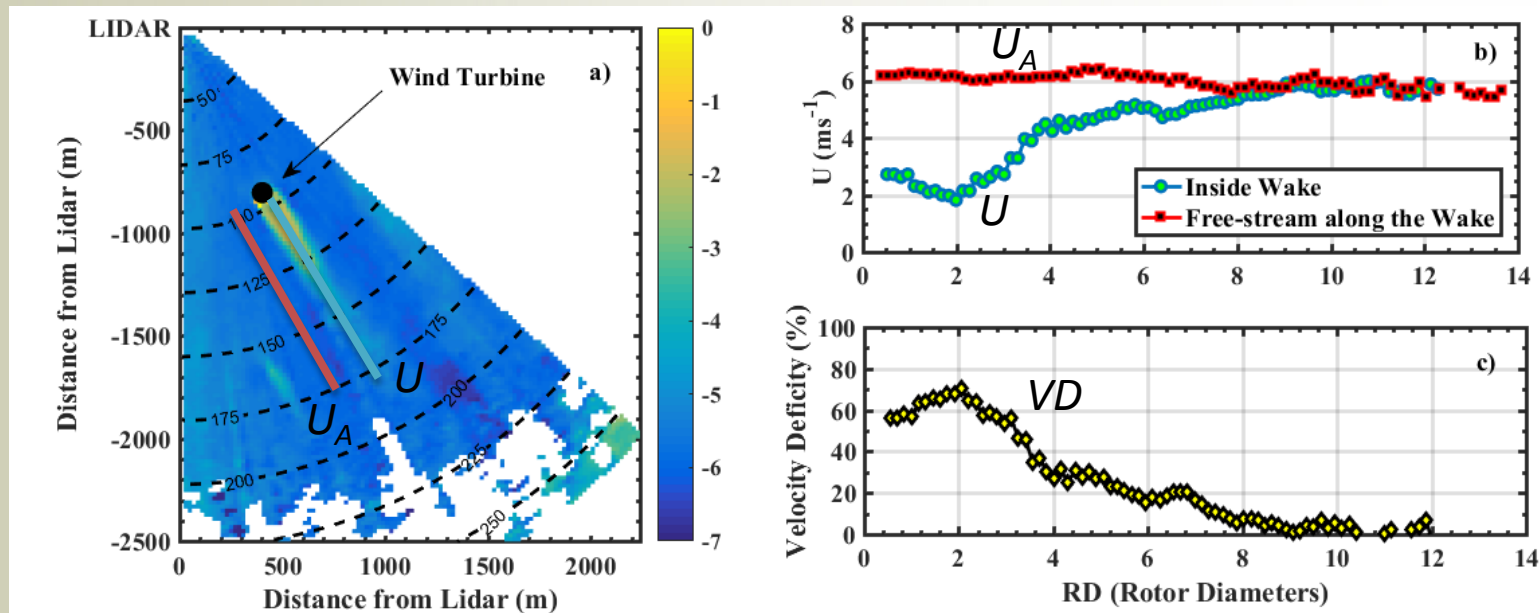 LIDAR
-500
-1000
-1500
-2000
-2500
Distance from Lidar (m)
0 500 1000 1500 2000
Distance from Lidar (m)
Wind Turbine
a)
50
75
100
125
150
175
175
200
200
225
250
U
U_A
0
-1
-2
-3
-4
-5
-6
-7
8
6
4
2
0
U (ms⁻¹)
U_A
b)
U
Inside Wake
Free-stream along the Wake
0 2 4 6 8 10 12 14
100
80
60
40
20
0
Velocity Deficity (%)
VD
c)
0 2 4 6 8 10 12 14
RD (Rotor Diameters)